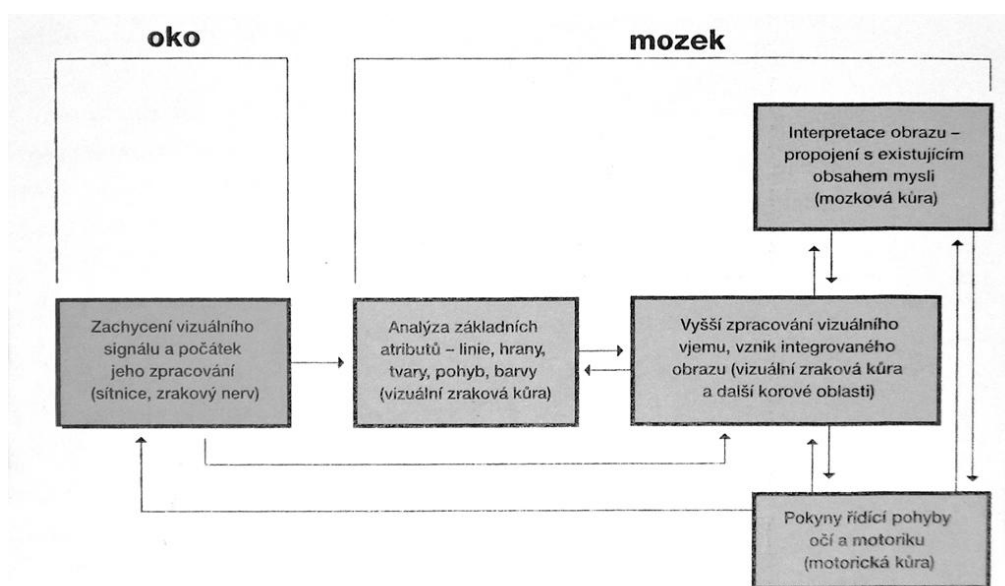 oko
mozek
Interpretace obrazu –
propojení s existujícím
obsahem mysli
(mozková kůra)
Zachycení vizuálního
signálu a počátek
jeho zpracování
(sítnice, zrakový nerv)
Analýza základních
atributů – linie, hrany,
tvary, pohyb, barvy
(vizuální zraková kůra)
Vyšší zpracování vizuálního
vjemu, vznik integrovaného
obrazu (vizuální zraková kůra
a další korové oblasti)
Pokyny řídící pohyby
očí a motoriku
(motorická kůra)